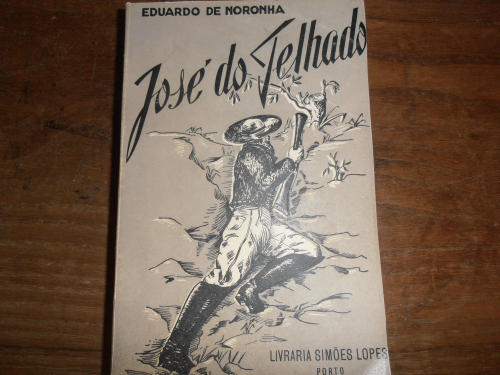 EDUARDO DE NORONHA
José do Telhado
LIVRARIA SIMÕES LOPES
PORTO